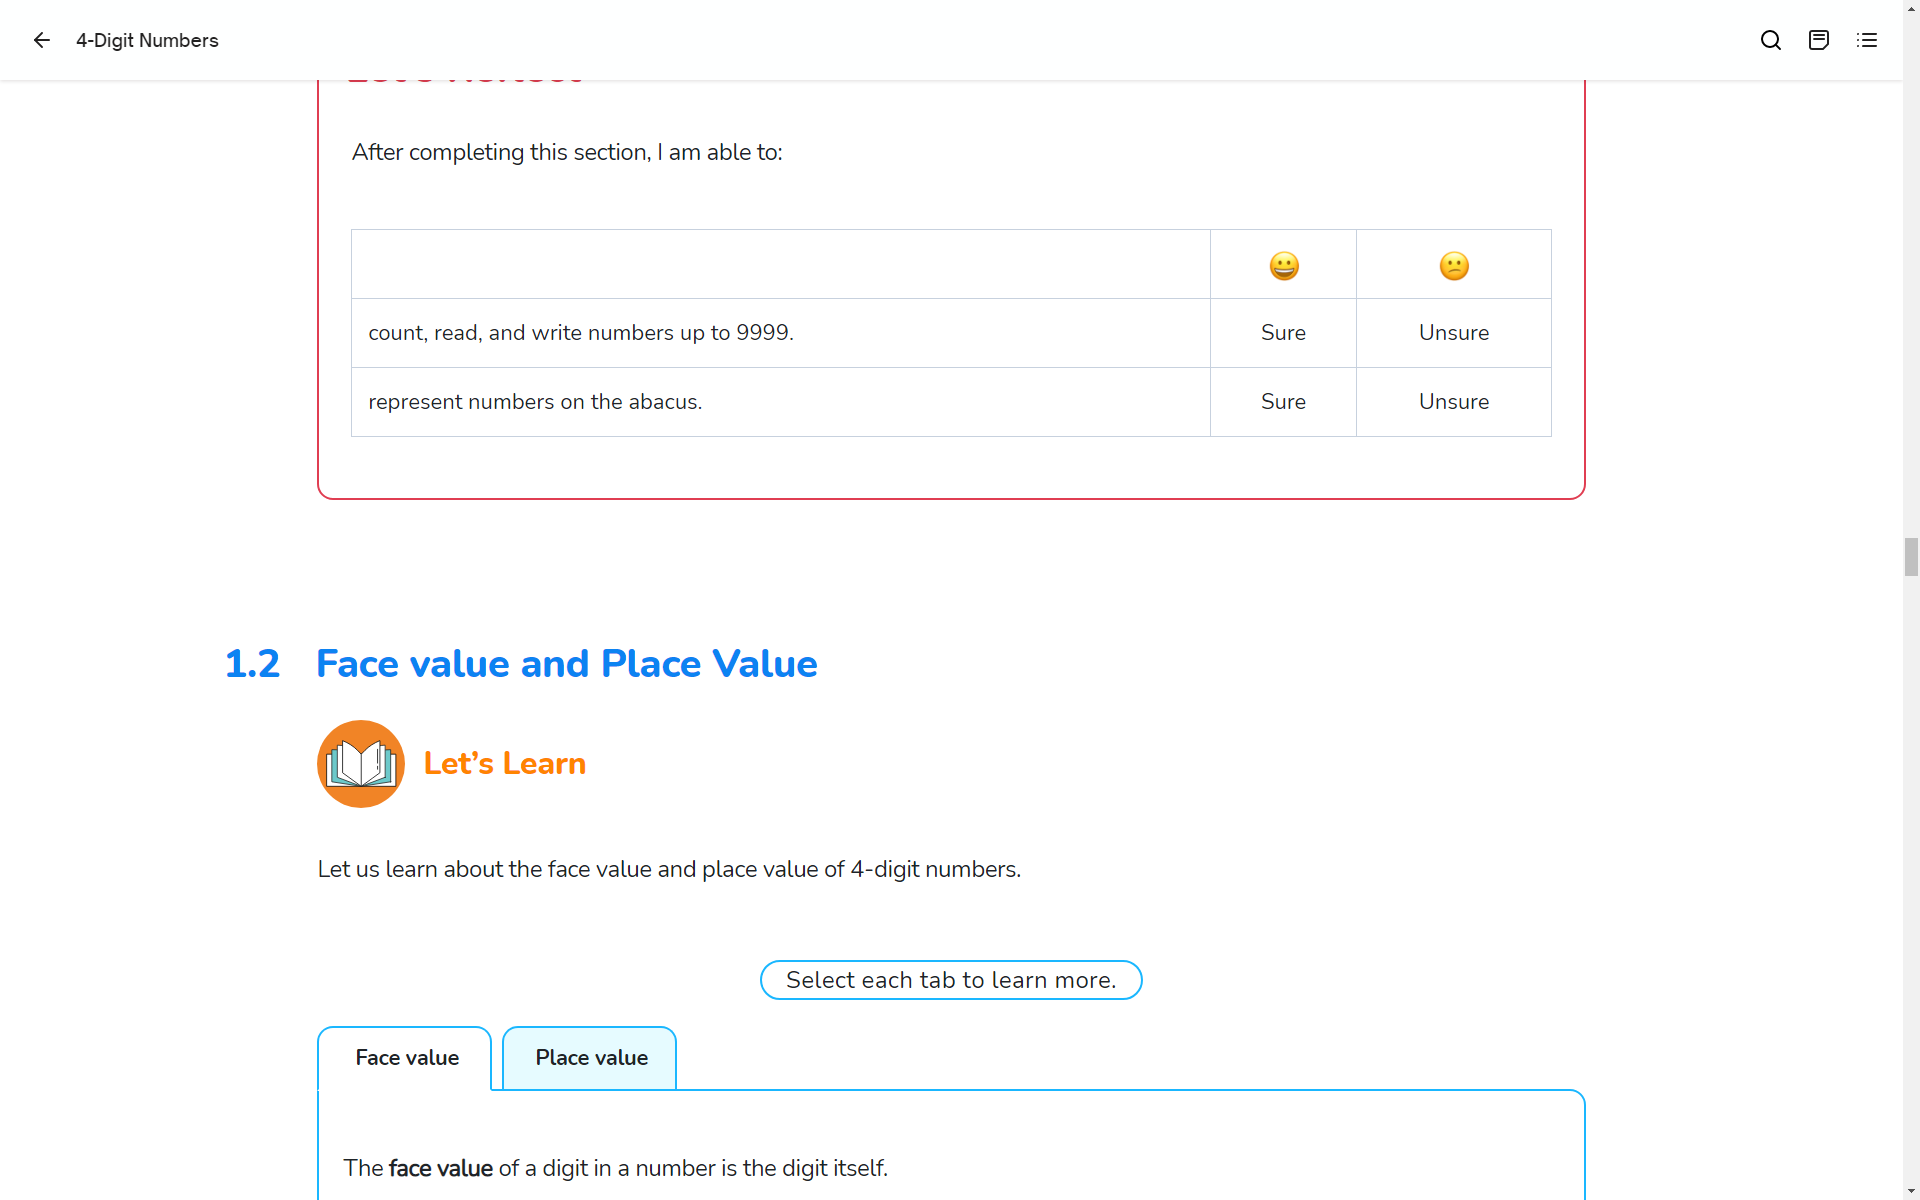 4-Digit Numbers
After completing this section, I am able to:
count, read, and write numbers up to 9999. Sure Unsure
represent numbers on the abacus. Sure Unsure
1.2 Face value and Place Value
Let’s Learn
Let us learn about the face value and place value of 4-digit numbers.
Select each tab to learn more.
Face value Place value
The face value of a digit in a number is the digit itself.